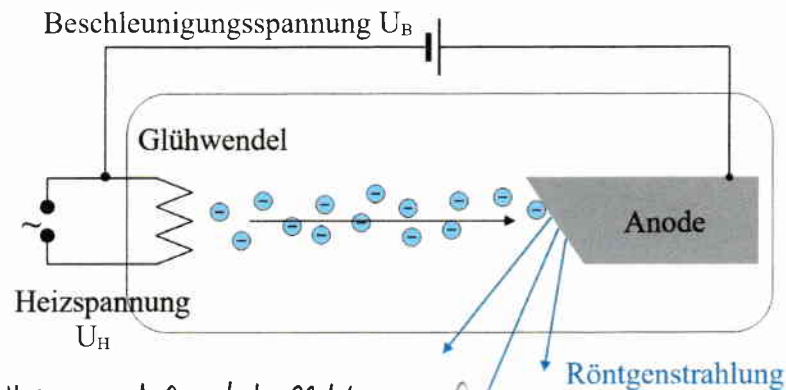 Beschleunigungsspannung U_B
Glühwendel
~
Anode
Heizspannung
U_H
Röntgenstrahlung